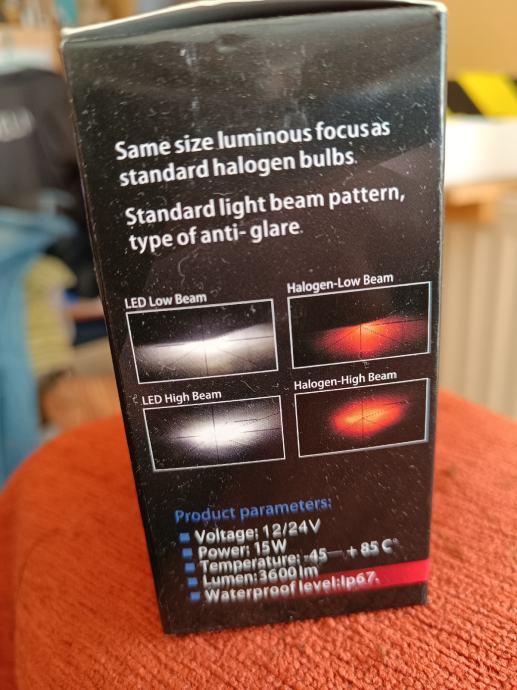 Same size luminous focus as
standard halogen bulbs.
Standard light beam pattern,
type of anti- glare.
LED Low Beam
Halogen-Low Beam
LED High Beam
Halogen-High Beam
Product parameters:
Voltage: 12/24V
Power: 15W
Temperature: -45—+85 C°
Lumen:3600lm
Waterproof level:Ip67.